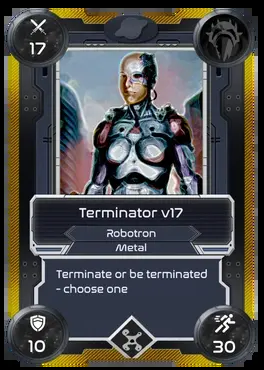 17
Terminator v17
Robotron
Metal
Terminate or be terminated
- choose one
10
30